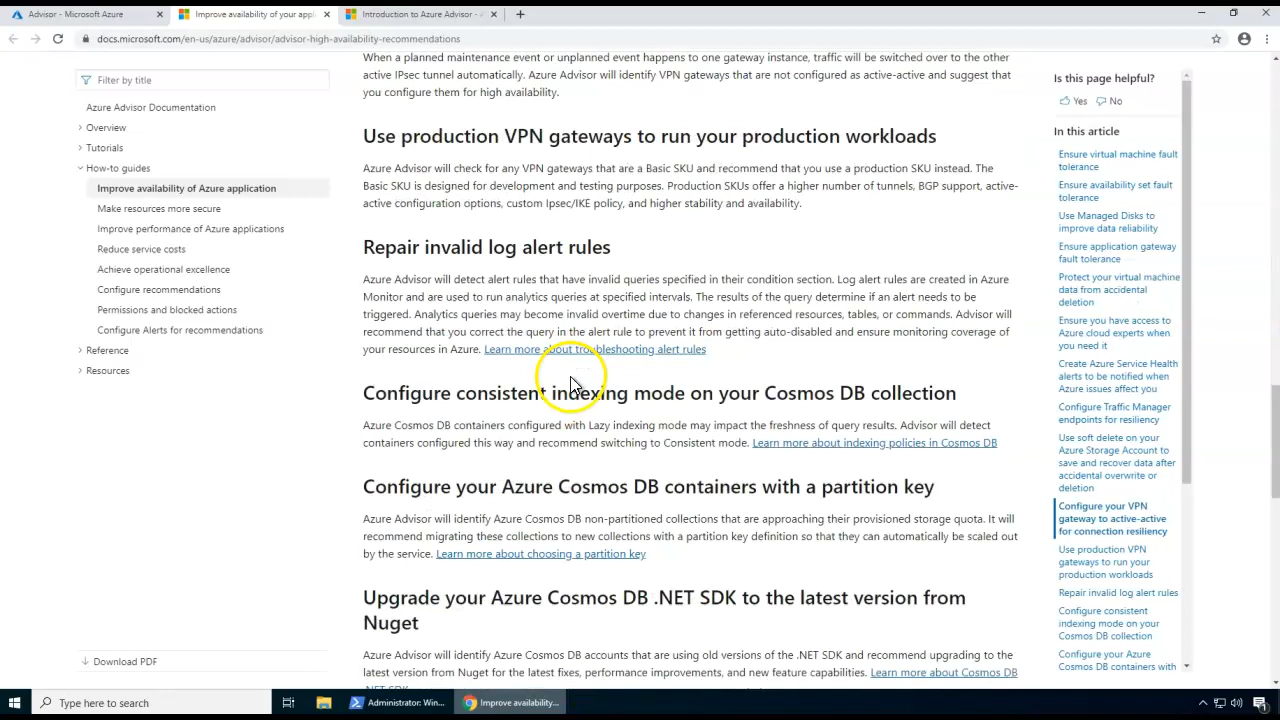 Advisor - Microsoft Azure
Improve availability of your appl
Introduction to Azure Advisor - A
docs.microsoft.com/en-us/azure/advisor/advisor-high-availability-recommendations
Filter by title
Azure Advisor Documentation
Overview
Tutorials
How-to guides
Improve availability of Azure application
Make resources more secure
Improve performance of Azure applications
Reduce service costs
Achieve operational excellence
Configure recommendations
Permissions and blocked actions
Configure Alerts for recommendations
Reference
Resources
Download PDF
When a planned maintenance event or unplanned event happens to one gateway instance, traffic will be switched over to the other
active IPsec tunnel automatically. Azure Advisor will identify VPN gateways that are not configured as active-active and suggest that
you configure them for high availability.
Use production VPN gateways to run your production workloads
Azure Advisor will check for any VPN gateways that are a Basic SKU and recommend that you use a production SKU instead. The
Basic SKU is designed for development and testing purposes. Production SKUs offer a higher number of tunnels, BGP support, active-
active configuration options, custom Ipsec/IKE policy, and higher stability and availability.
Repair invalid log alert rules
Azure Advisor will detect alert rules that have invalid queries specified in their condition section. Log alert rules are created in Azure
Monitor and are used to run analytics queries at specified intervals. The results of the query determine if an alert needs to be
triggered. Analytics queries may become invalid overtime due to changes in referenced resources, tables, or commands. Advisor will
recommend that you correct the query in the alert rule to prevent it from getting auto-disabled and ensure monitoring coverage of
your resources in Azure. Learn more about troubleshooting alert rules
Configure consistent indexing mode on your Cosmos DB collection
Azure Cosmos DB containers configured with Lazy indexing mode may impact the freshness of query results. Advisor will detect
containers configured this way and recommend switching to Consistent mode. Learn more about indexing policies in Cosmos DB
Configure your Azure Cosmos DB containers with a partition key
Azure Advisor will identify Azure Cosmos DB non-partitioned collections that are approaching their provisioned storage quota. It will
recommend migrating these collections to new collections with a partition key definition so that they can automatically be scaled out
by the service. Learn more about choosing a partition key
Upgrade your Azure Cosmos DB .NET SDK to the latest version from
Nuget
Azure Advisor will identify Azure Cosmos DB accounts that are using old versions of the .NET SDK and recommend upgrading to the
latest version from Nuget for the latest fixes, performance improvements, and new feature capabilities. Learn more about Cosmos DB
.NET SDK
Is this page helpful?
Yes No
In this article
Ensure virtual machine fault
tolerance
Ensure availability set fault
tolerance
Use Managed Disks to
improve data reliability
Ensure application gateway
fault tolerance
Protect your virtual machine
data from accidental
deletion
Ensure you have access to
Azure cloud experts when
you need it
Create Azure Service Health
alerts to be notified when
Azure issues affect you
Configure Traffic Manager
endpoints for resiliency
Use soft delete on your
Azure Storage Account to
save and recover data after
accidental overwrite or
deletion
Configure your VPN
gateway to active-active
for connection resiliency
Use production VPN
gateways to run your
production workloads
Repair invalid log alert rules
Configure consistent
indexing mode on your
Cosmos DB collection
Configure your Azure
Cosmos DB containers with
Type here to search
Administrator: Win...
Improve availability...
1